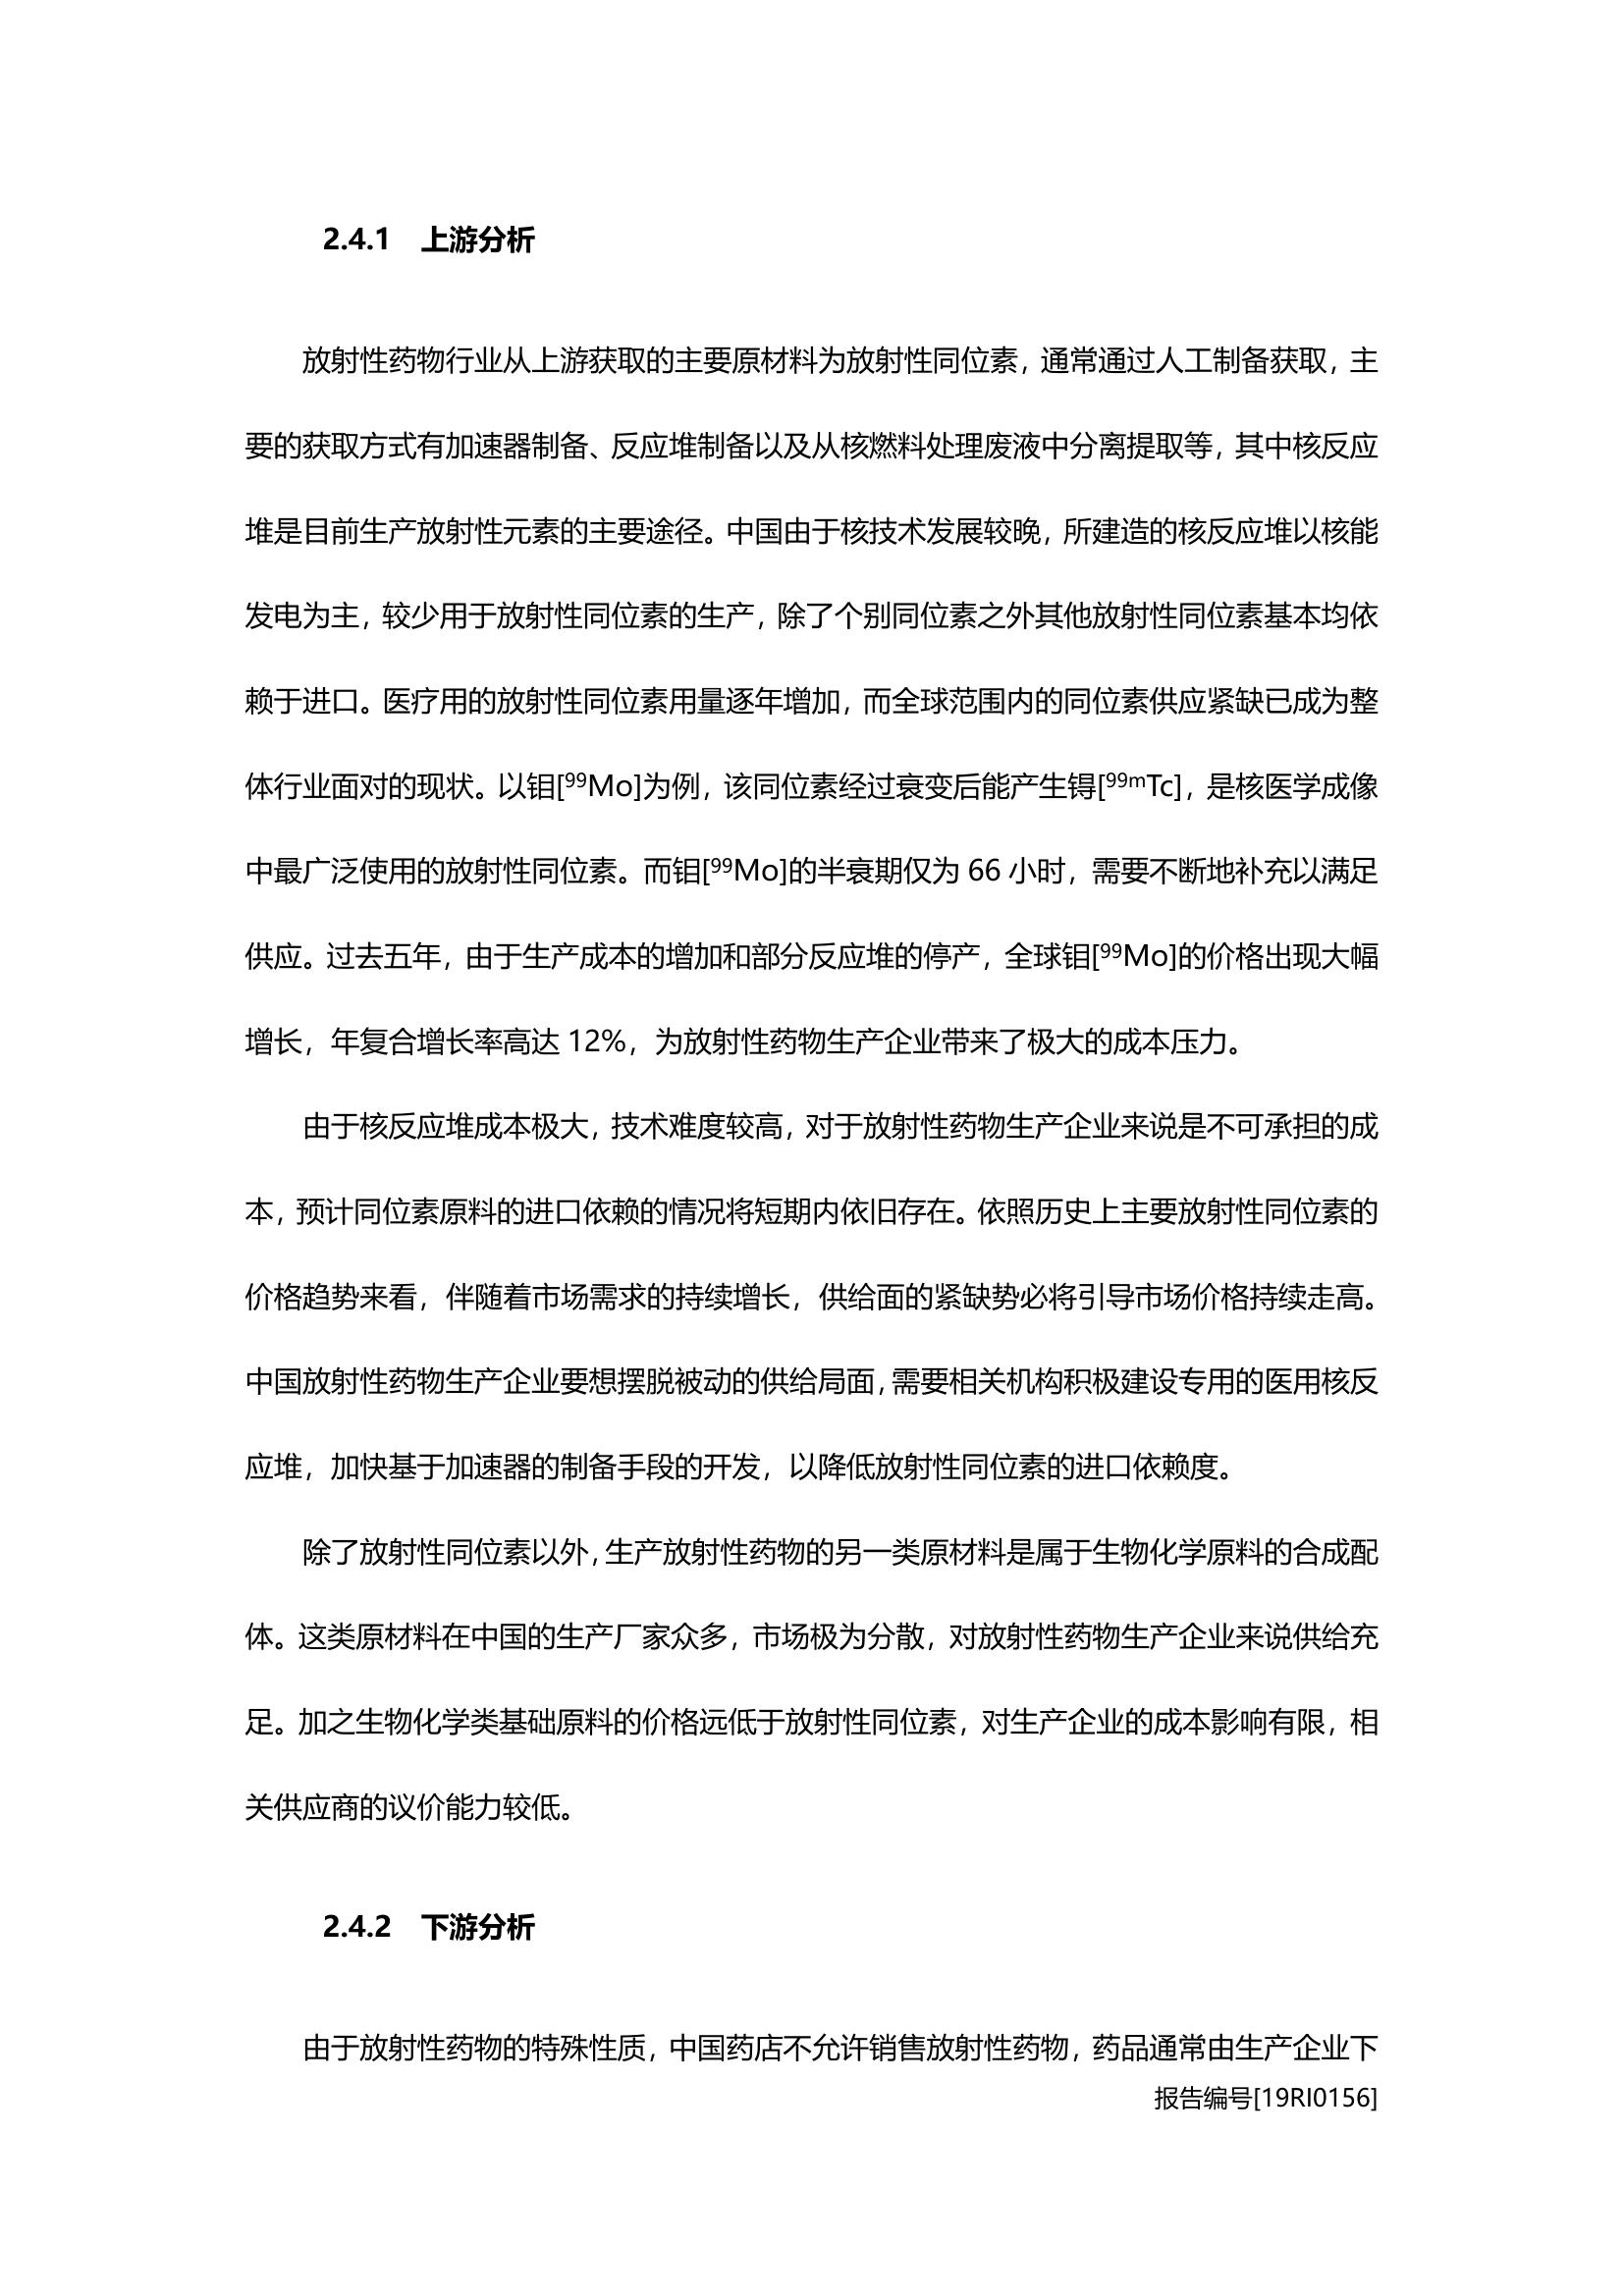 2.4.1 上游分析
放射性药物行业从上游获取的主要原材料为放射性同位素，通常通过人工制备获取，主
要的获取方式有加速器制备、反应堆制备以及从核燃料处理废液中分离提取等，其中核反应
堆是目前生产放射性元素的主要途径。中国由于核技术发展较晚，所建造的核反应堆以核能
发电为主，较少用于放射性同位素的生产，除了个别同位素之外其他放射性同位素基本均依
赖于进口。医疗用的放射性同位素用量逐年增加，而全球范围内的同位素供应紧缺已成为整
体行业面对的现状。以钼[⁹⁹Mo]为例，该同位素经过衰变后能产生锝[⁹⁹ᵐTc]，是核医学成像
中最广泛使用的放射性同位素。而钼[⁹⁹Mo]的半衰期仅为 66 小时，需要不断地补充以满足
供应。过去五年，由于生产成本的增加和部分反应堆的停产，全球钼[⁹⁹Mo]的价格出现大幅
增长，年复合增长率高达 12%，为放射性药物生产企业带来了极大的成本压力。
由于核反应堆成本极大，技术难度较高，对于放射性药物生产企业来说是不可承担的成
本，预计同位素原料的进口依赖的情况将短期内依旧存在。依照历史上主要放射性同位素的
价格趋势来看，伴随着市场需求的持续增长，供给面的紧缺势必将引导市场价格持续走高。
中国放射性药物生产企业要想摆脱被动的供给局面，需要相关机构积极建设专用的医用核反
应堆，加快基于加速器的制备手段的开发，以降低放射性同位素的进口依赖度。
除了放射性同位素以外，生产放射性药物的另一类原材料是属于生物化学原料的合成配
体。这类原材料在中国的生产厂家众多，市场极为分散，对放射性药物生产企业来说供给充
足。加之生物化学类基础原料的价格远低于放射性同位素，对生产企业的成本影响有限，相
关供应商的议价能力较低。
2.4.2 下游分析
由于放射性药物的特殊性质，中国药店不允许销售放射性药物，药品通常由生产企业下
报告编号[19RI0156]